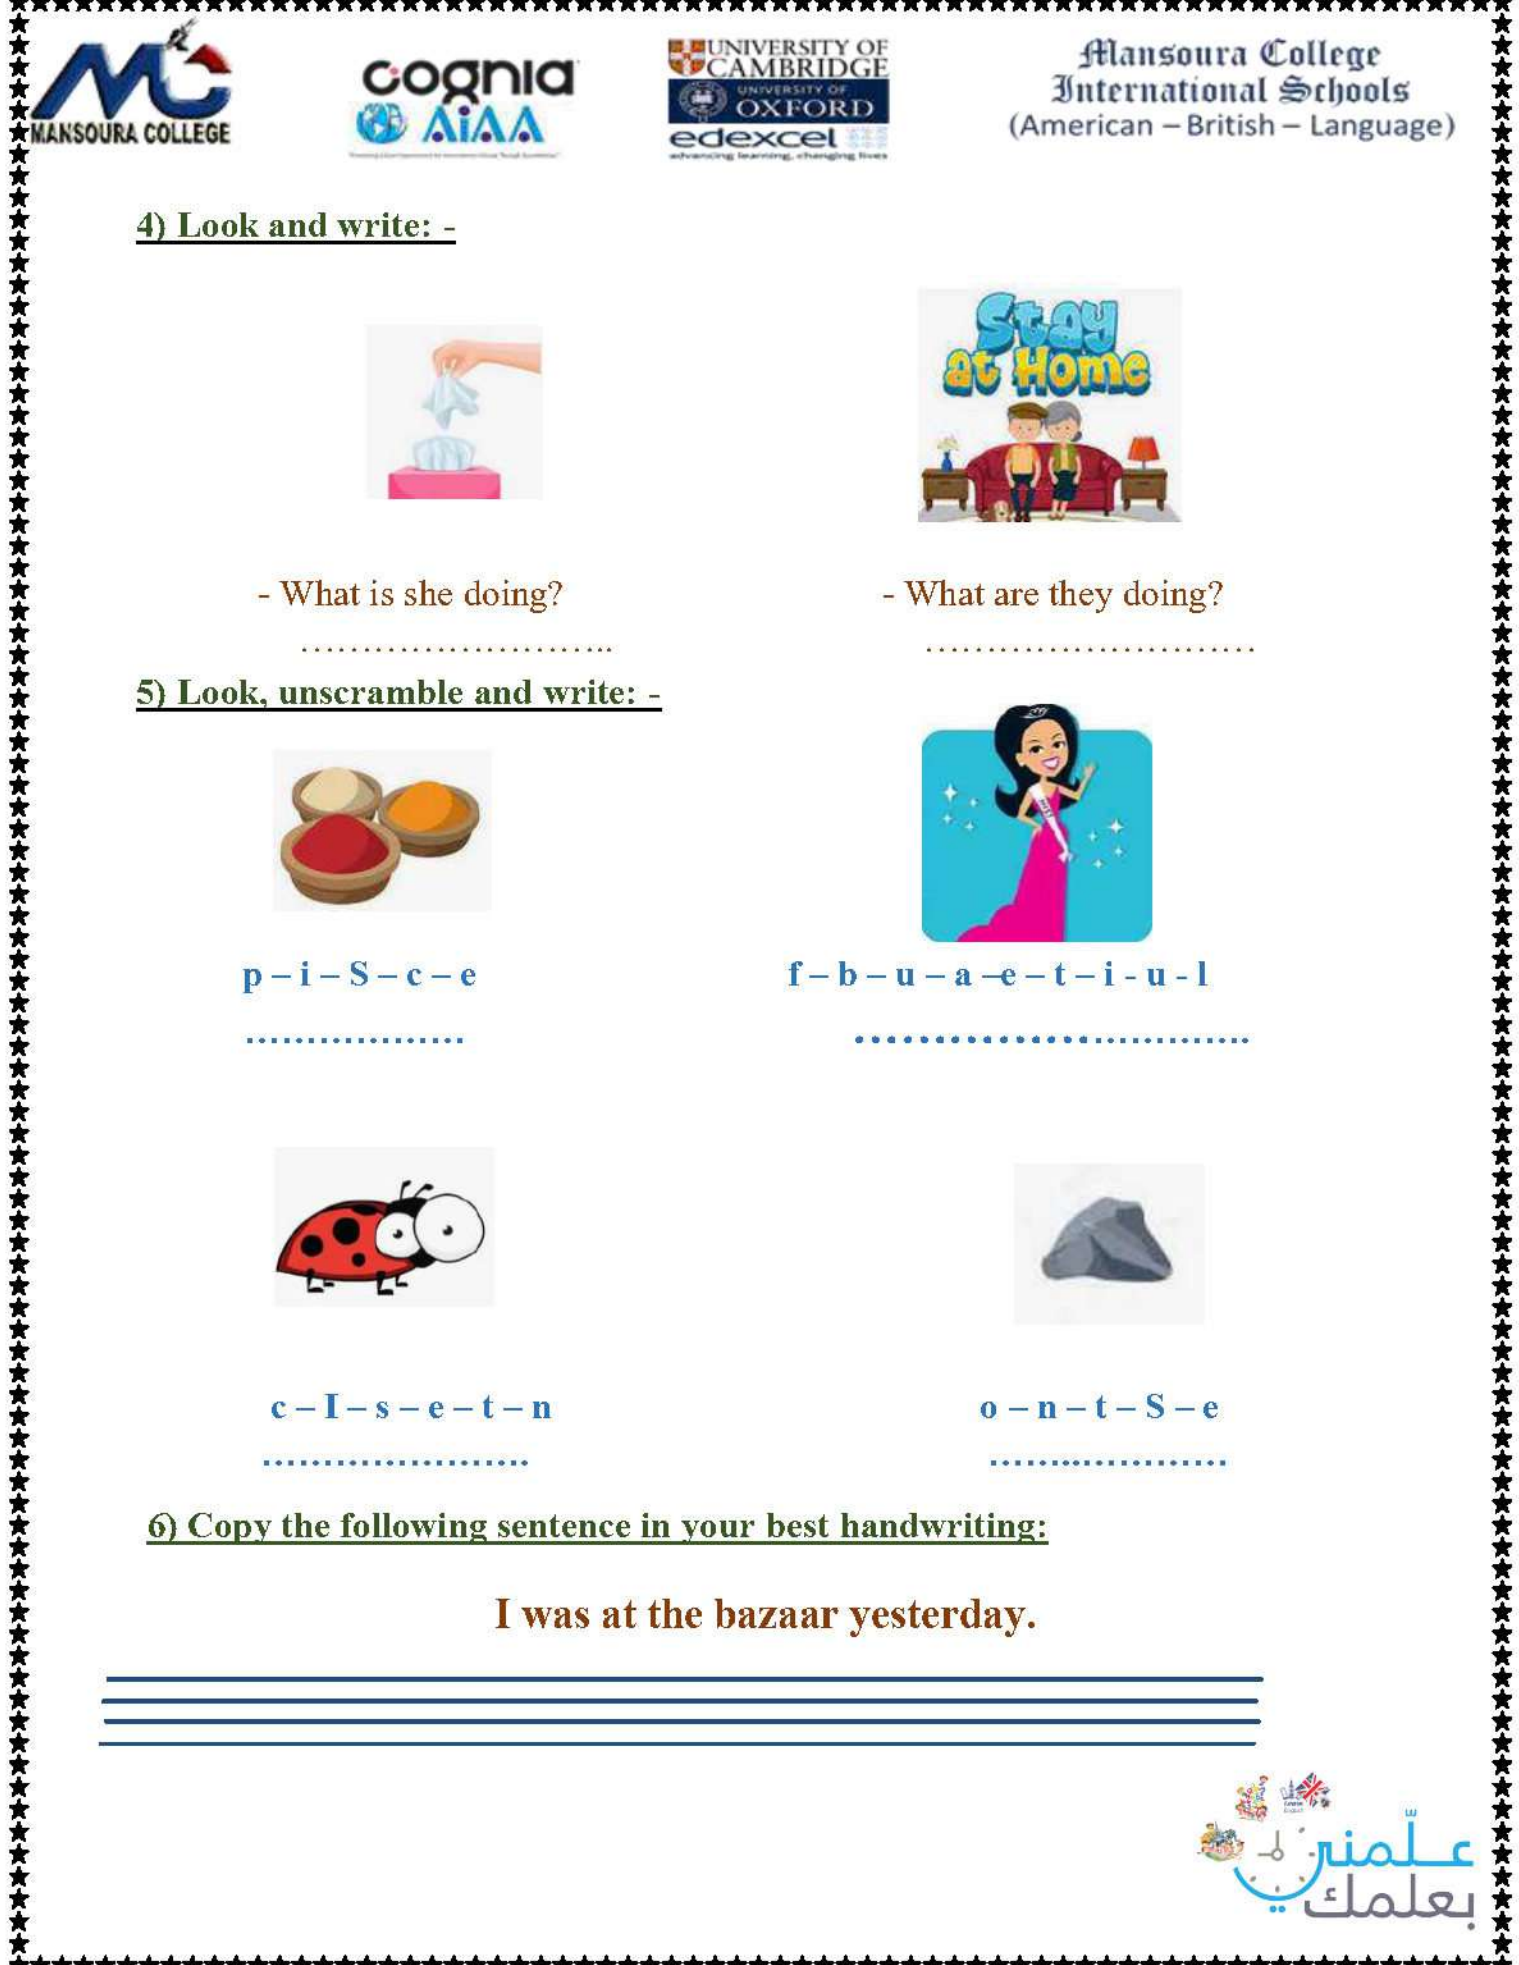 MANSOURA COLLEGE
cognia
AiAA
UNIVERSITY OF
CAMBRIDGE
UNIVERSITY OF
OXFORD
edexcel
advancing learning, changing lives
Mansoura College
International Schools
(American – British – Language)
4) Look and write: -
Stay
at Home
- What is she doing?
……………………..
- What are they doing?
………………………
5) Look, unscramble and write: -
p – i – S – c – e
………………
f – b – u – a –e – t – i - u - l
……………………….
c – I – s – e – t – n
………………….
o – n – t – S – e
………………..
6) Copy the following sentence in your best handwriting:
I was at the bazaar yesterday.
علّمني
بعلمك